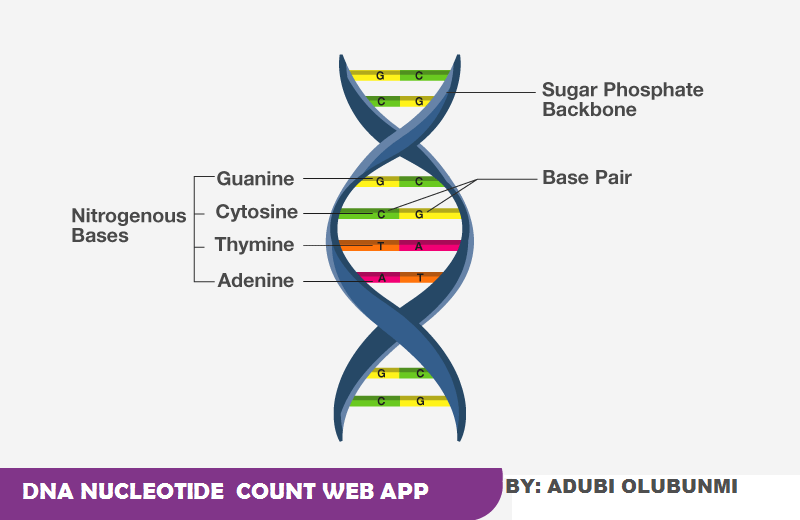 G C
C G
Sugar Phosphate
Backbone
Guanine
G C
Base Pair
Nitrogenous
Bases
Cytosine
C G
Thymine
T A
Adenine
A T
G C
C G
DNA NUCLEOTIDE COUNT WEB APP
BY: ADUBI OLUBUNMI